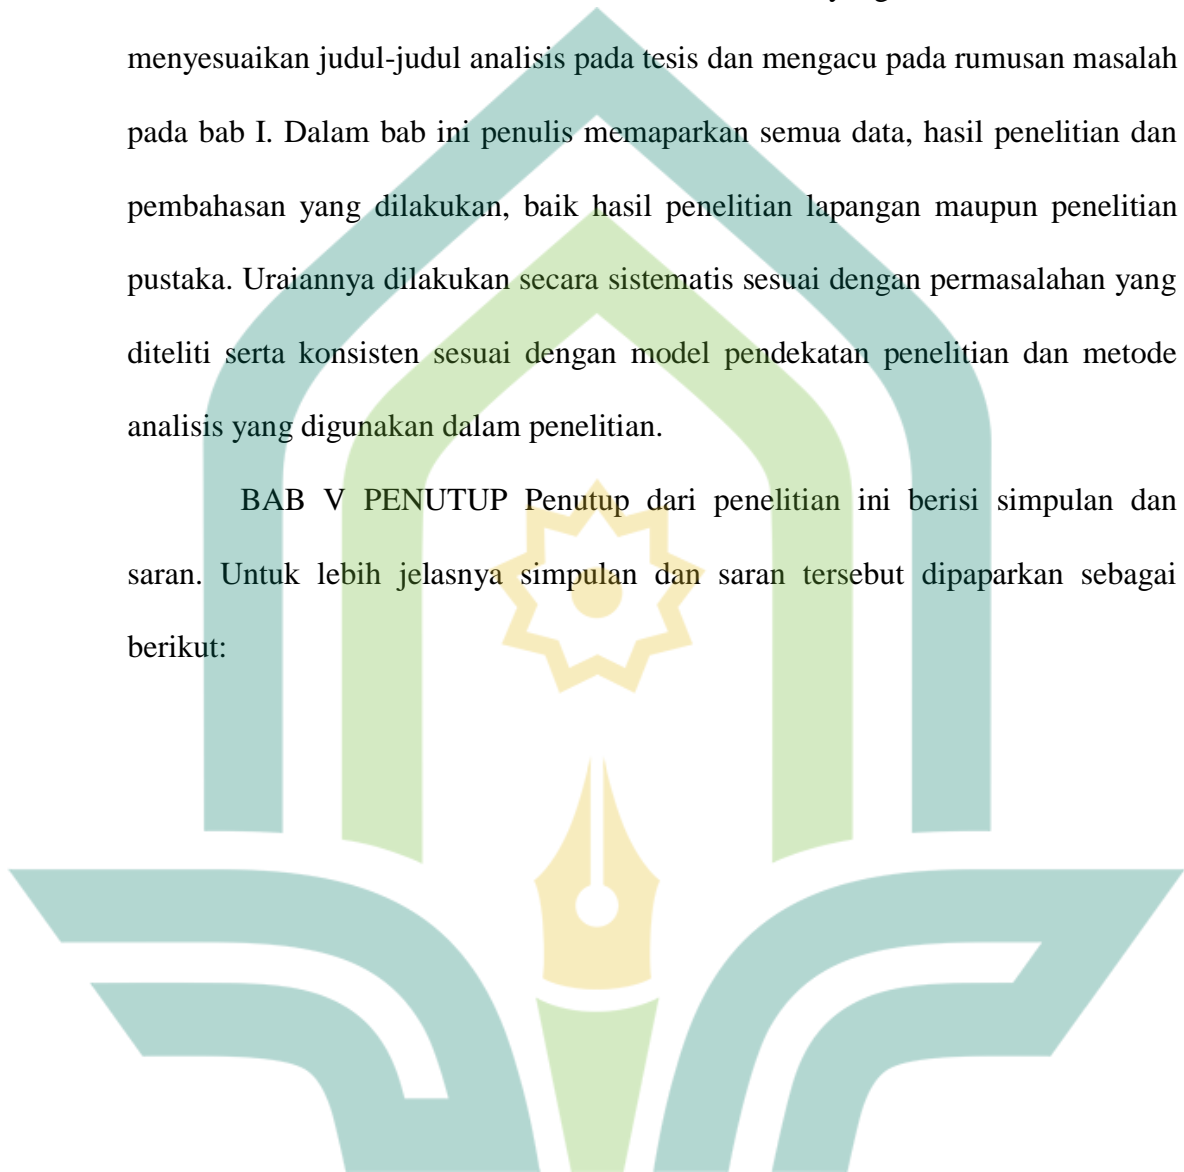 menyesuaikan judul-judul analisis pada tesis dan mengacu pada rumusan masalah
pada bab I. Dalam bab ini penulis memaparkan semua data, hasil penelitian dan
pembahasan yang dilakukan, baik hasil penelitian lapangan maupun penelitian
pustaka. Uraiannya dilakukan secara sistematis sesuai dengan permasalahan yang
diteliti serta konsisten sesuai dengan model pendekatan penelitian dan metode
analisis yang digunakan dalam penelitian.
BAB V PENUTUP Penutup dari penelitian ini berisi simpulan dan
saran. Untuk lebih jelasnya simpulan dan saran tersebut dipaparkan sebagai
berikut: